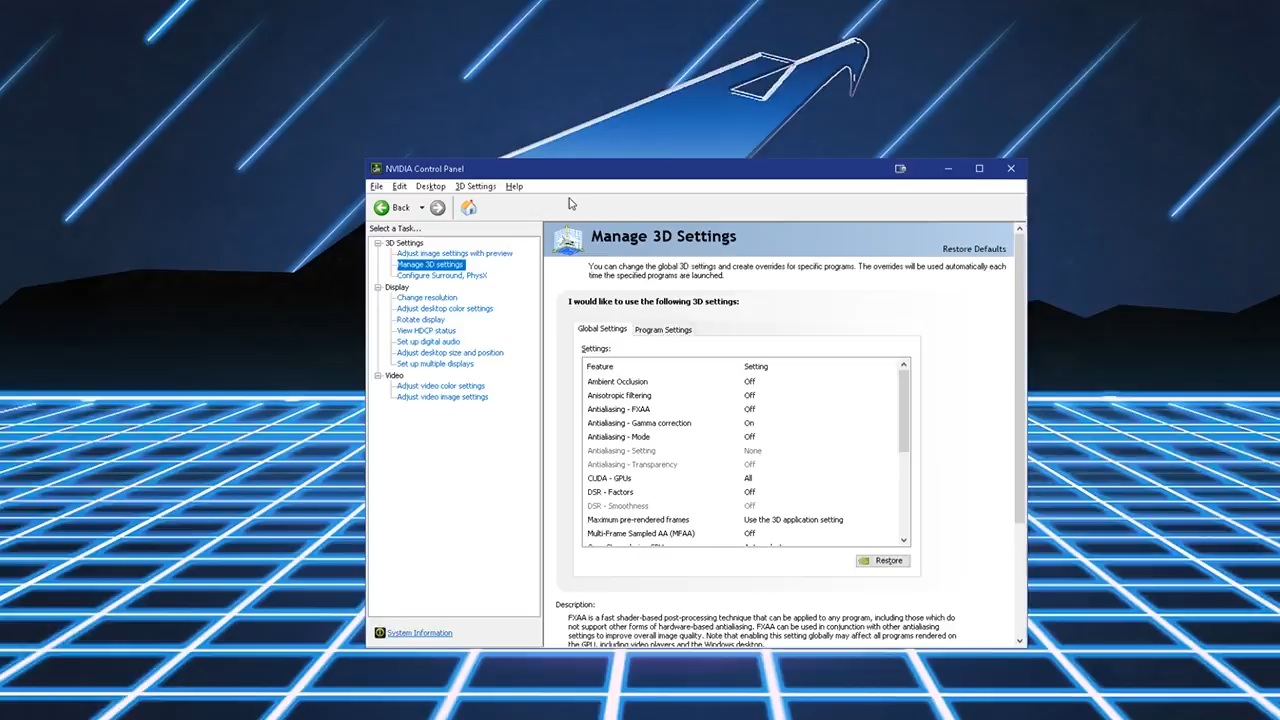 NVIDIA Control Panel
File Edit Desktop 3D Settings Help
Back
Select a Task...
3D Settings
Adjust image settings with preview
Manage 3D settings
Configure Surround, PhysX
Display
Change resolution
Adjust desktop color settings
Rotate display
View HDCP status
Set up digital audio
Adjust desktop size and position
Set up multiple displays
Video
Adjust video color settings
Adjust video image settings
System Information
Manage 3D Settings
Restore Defaults
You can change the global 3D settings and create overrides for specific programs. The overrides will be used automatically each
time the specified programs are launched.
I would like to use the following 3D settings:
Global Settings Program Settings
Settings:
Feature Setting
Ambient Occlusion Off
Anisotropic filtering Off
Antialiasing - FXAA Off
Antialiasing - Gamma correction On
Antialiasing - Mode Off
Antialiasing - Setting None
Antialiasing - Transparency Off
CUDA - GPUs All
DSR - Factors Off
DSR - Smoothness Off
Maximum pre-rendered frames Use the 3D application setting
Multi-Frame Sampled AA (MFAA) Off
Restore
Description:
FXAA is a fast shader-based post-processing technique that can be applied to any program, including those which do
not support other forms of hardware-based antialiasing. FXAA can be used in conjunction with other antialiasing
settings to improve overall image quality. Note that enabling this setting globally may affect all programs rendered on
the GPU, including video players and the Windows desktop.